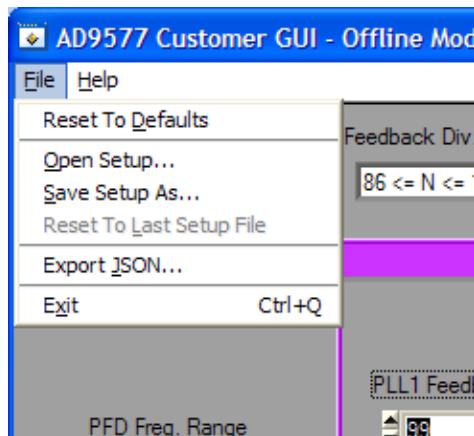 AD9577 Customer GUI - Offline Mod
File Help
Reset To Defaults
Open Setup...
Save Setup As...
Reset To Last Setup File
Export JSON...
Exit Ctrl+Q
Feedback Div
86 <= N <=
PLL1 Feed
99
PFD Freq. Range